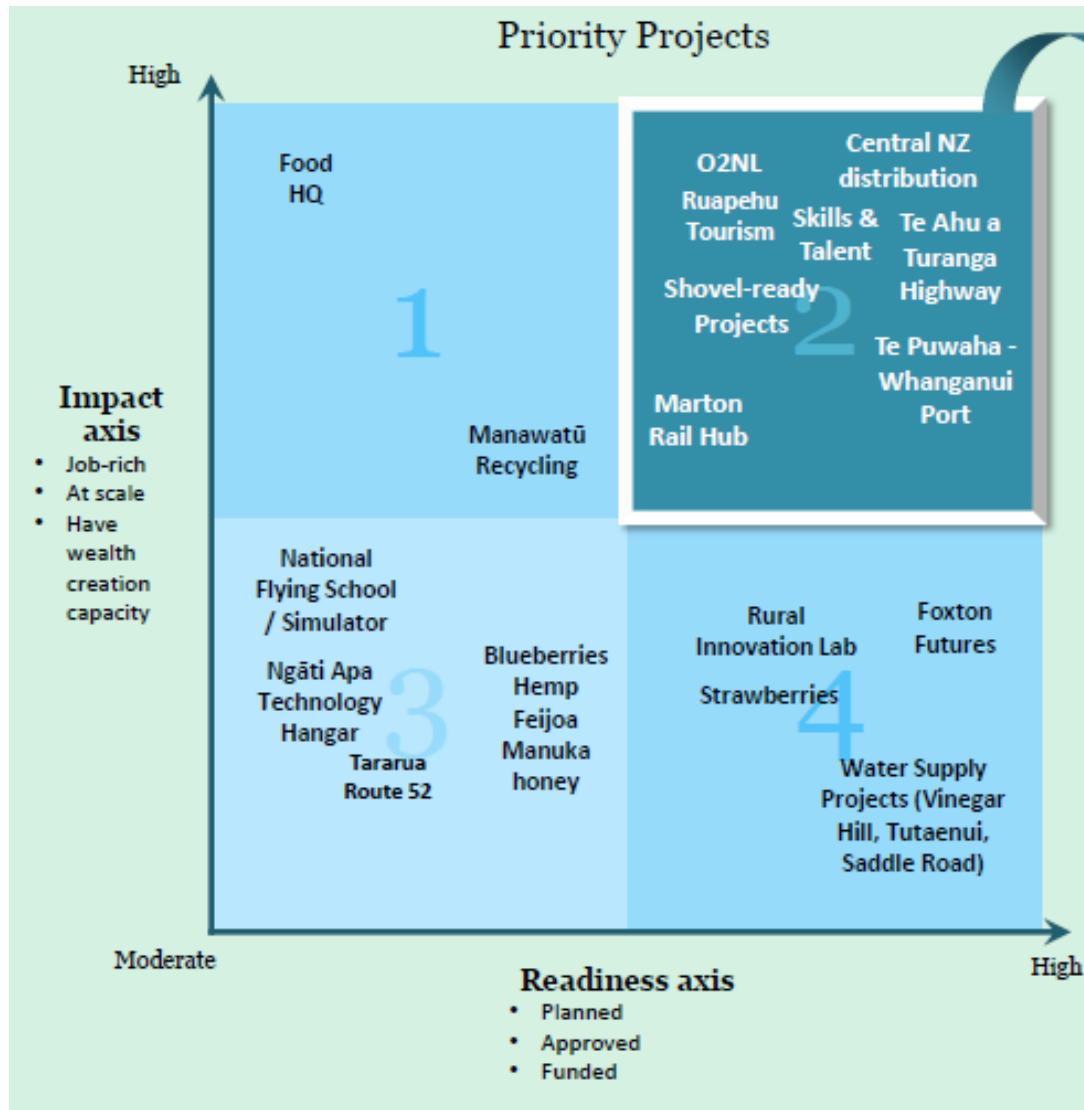 Priority Projects
High
Food
HQ
1
Manawatū
Recycling
O2NL
Central NZ
distribution
Ruapehu
Tourism
Skills &
Talent
Te Ahu a
Turanga
Highway
Shovel-ready
Projects
2
Te Puwaha -
Whanganui
Port
Marton
Rail Hub
Impact
axis
• Job-rich
• At scale
• Have
wealth
creation
capacity
National
Flying School
/ Simulator
Ngāti Apa
Technology
Hangar
3
Tararua
Route 52
Blueberries
Hemp
Feijoa
Manuka
honey
Rural
Innovation Lab
Foxton
Futures
Strawberries
4
Water Supply
Projects (Vinegar
Hill, Tutaenui,
Saddle Road)
Moderate
High
Readiness axis
• Planned
• Approved
• Funded